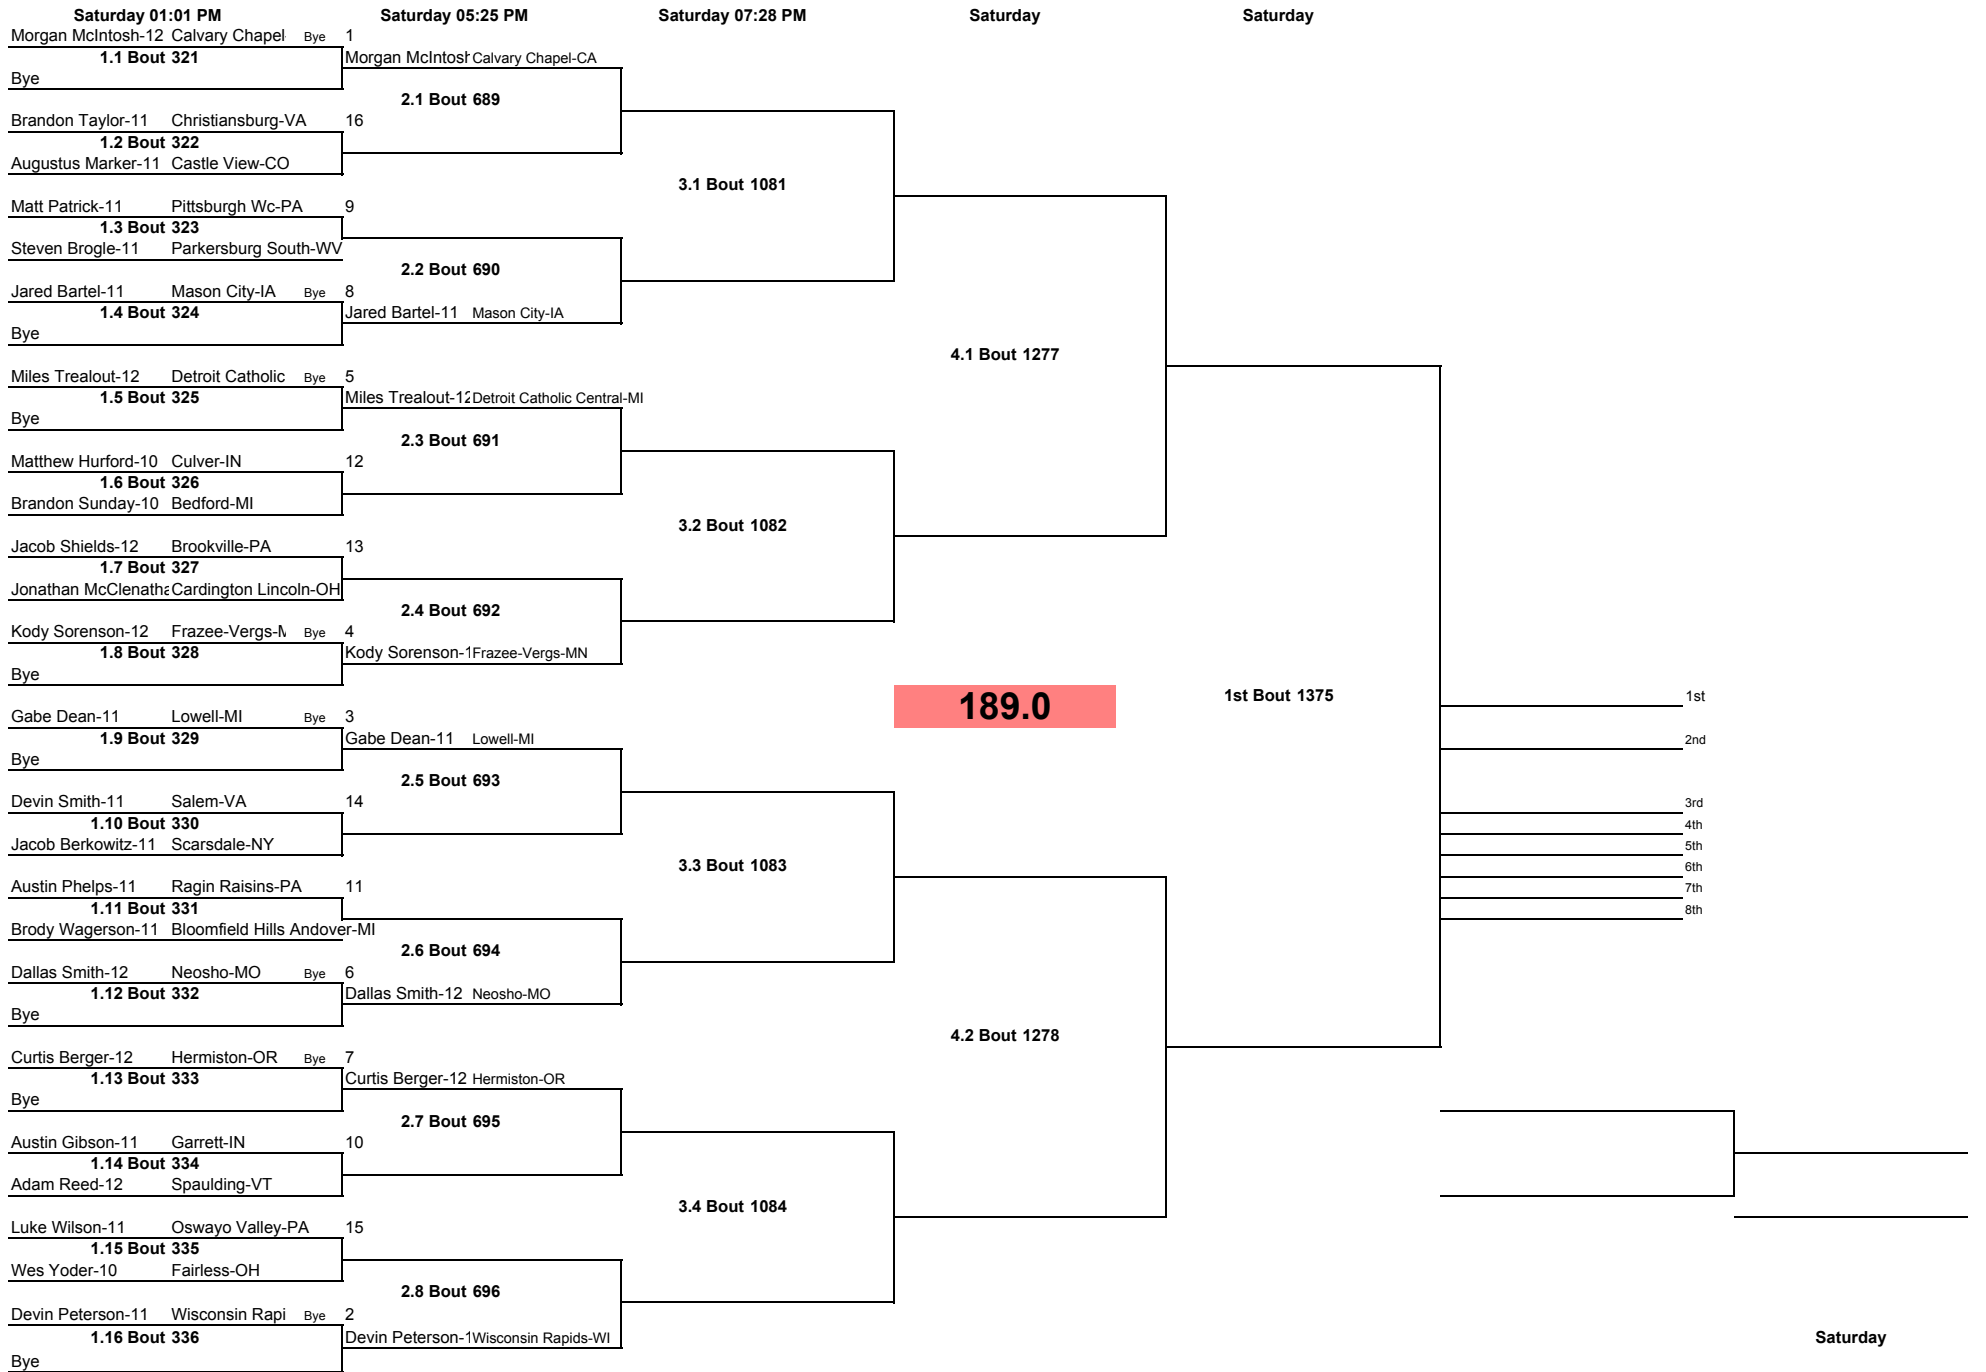 Saturday 01:01 PM Saturday 05:25 PM Saturday 07:28 PM Saturday Saturday
Morgan McIntosh-12 Calvary Chapel Bye 1
1.1 Bout 321 Morgan McIntosh Calvary Chapel-CA
Bye
2.1 Bout 689
Brandon Taylor-11 Christiansburg-VA 16
1.2 Bout 322
Augustus Marker-11 Castle View-CO
3.1 Bout 1081
Matt Patrick-11 Pittsburgh Wc-PA 9
1.3 Bout 323
Steven Brogle-11 Parkersburg South-WV
2.2 Bout 690
Jared Bartel-11 Mason City-IA Bye 8
1.4 Bout 324 Jared Bartel-11 Mason City-IA
Bye
4.1 Bout 1277
Miles Trealout-12 Detroit Catholic Bye 5
1.5 Bout 325 Miles Trealout-12 Detroit Catholic Central-MI
Bye
2.3 Bout 691
Matthew Hurford-10 Culver-IN 12
1.6 Bout 326
Brandon Sunday-10 Bedford-MI
3.2 Bout 1082
Jacob Shields-12 Brookville-PA 13
1.7 Bout 327
Jonathan McClenatha Cardington Lincoln-OH
2.4 Bout 692
Kody Sorenson-12 Frazee-Vergs-M Bye 4
1.8 Bout 328 Kody Sorenson-1 Frazee-Vergs-MN
Bye
189.0 1st Bout 1375 1st
Gabe Dean-11 Lowell-MI Bye 3
1.9 Bout 329 Gabe Dean-11 Lowell-MI 2nd
Bye
2.5 Bout 693
Devin Smith-11 Salem-VA 14 3rd
1.10 Bout 330 4th
Jacob Berkowitz-11 Scarsdale-NY 5th
3.3 Bout 1083 6th
Austin Phelps-11 Ragin Raisins-PA 11 7th
1.11 Bout 331 8th
Brody Wagerson-11 Bloomfield Hills Andover-MI
2.6 Bout 694
Dallas Smith-12 Neosho-MO Bye 6
1.12 Bout 332 Dallas Smith-12 Neosho-MO
Bye
4.2 Bout 1278
Curtis Berger-12 Hermiston-OR Bye 7
1.13 Bout 333 Curtis Berger-12 Hermiston-OR
Bye
2.7 Bout 695
Austin Gibson-11 Garrett-IN 10
1.14 Bout 334
Adam Reed-12 Spaulding-VT
3.4 Bout 1084
Luke Wilson-11 Oswayo Valley-PA 15
1.15 Bout 335
Wes Yoder-10 Fairless-OH
2.8 Bout 696
Devin Peterson-11 Wisconsin Rapi Bye 2
1.16 Bout 336 Devin Peterson-1 Wisconsin Rapids-WI Saturday
Bye